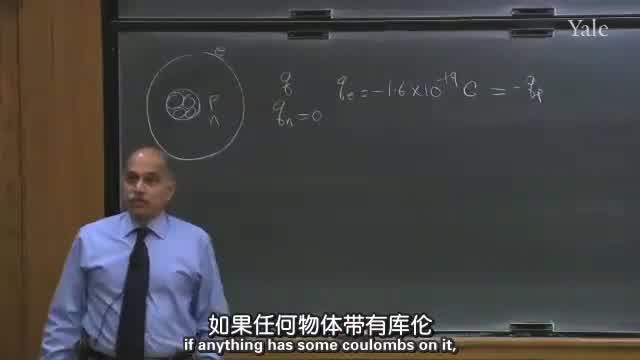 Yale
e
p
n
q
qₙ = 0
qₑ = -1.6 × 10⁻¹⁹ C = -qₚ
如果任何物体带有库伦
if anything has some coulombs on it,